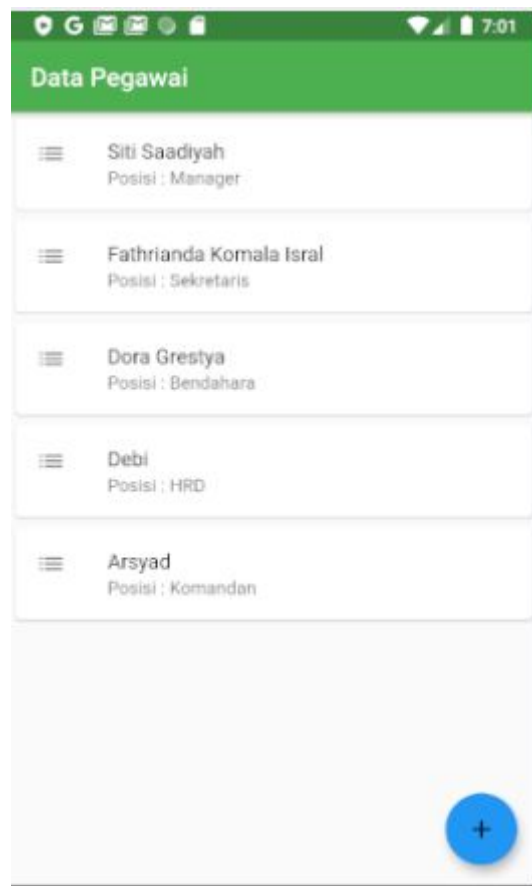 7:01
Data Pegawai
Siti Saadiyah
Posisi : Manager
Fathrianda Komala Isral
Posisi : Sekretaris
Dora Grestya
Posisi : Bendahara
Debi
Posisi : HRD
Arsyad
Posisi : Komandan
+